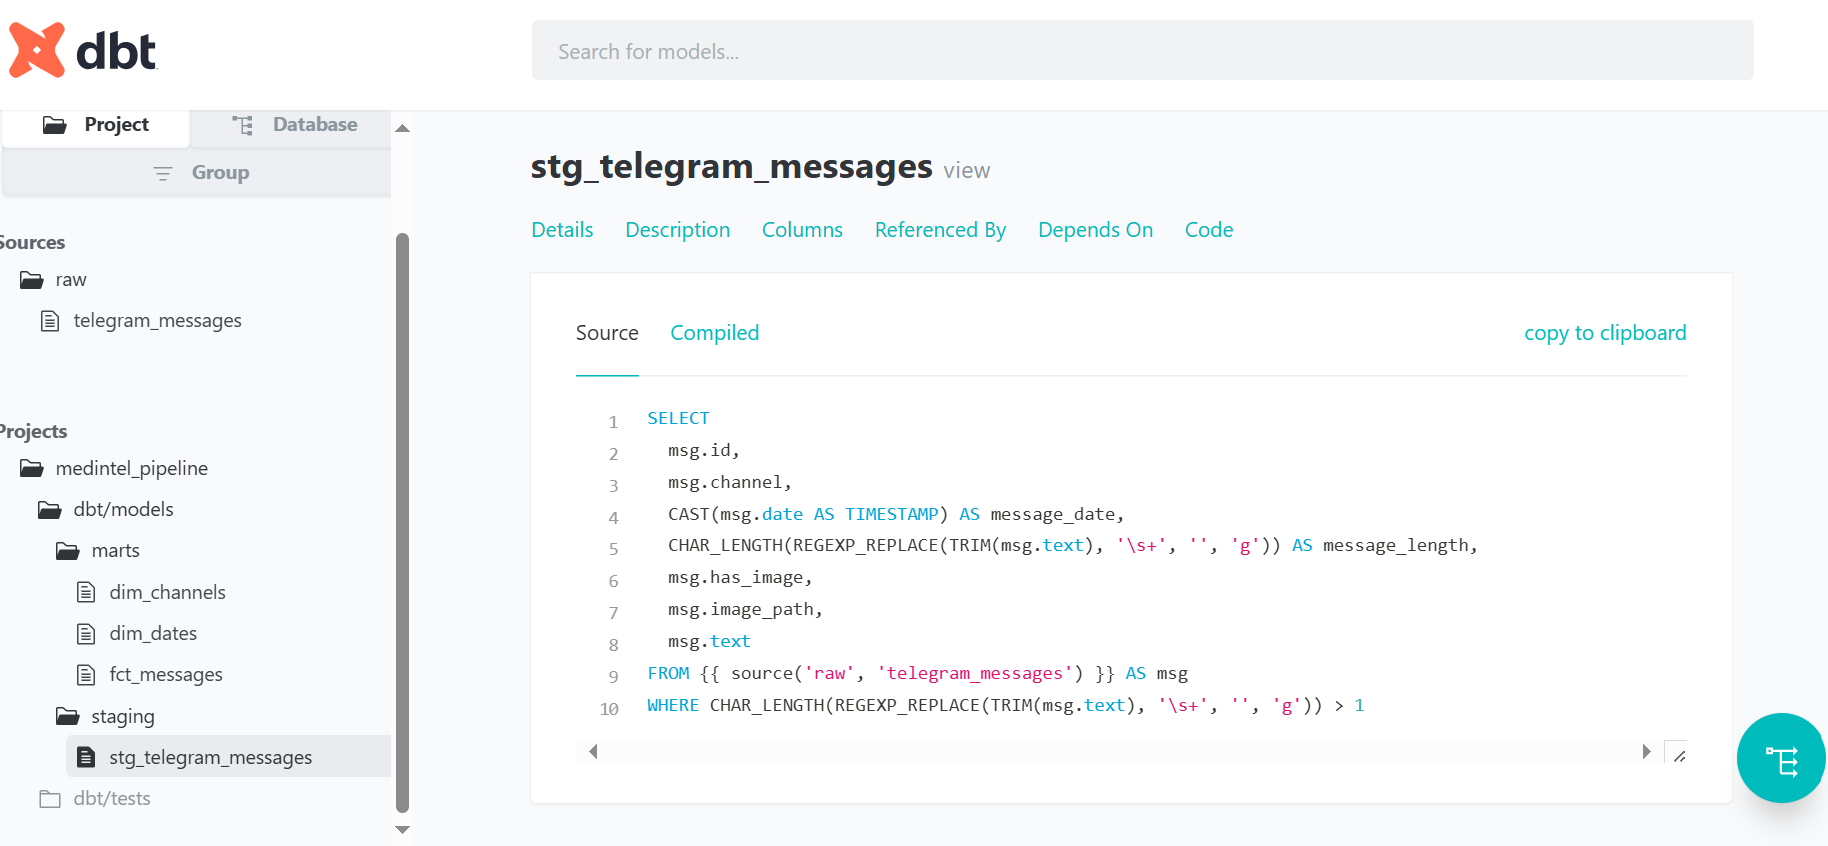 dbt
Search for models...
Project
Database
Group
Sources
raw
telegram_messages
Projects
medintel_pipeline
dbt/models
marts
dim_channels
dim_dates
fct_messages
staging
stg_telegram_messages
dbt/tests
stg_telegram_messages view
Details Description Columns Referenced By Depends On Code
Source Compiled copy to clipboard
1 SELECT
2 msg.id,
3 msg.channel,
4 CAST(msg.date AS TIMESTAMP) AS message_date,
5 CHAR_LENGTH(REGEXP_REPLACE(TRIM(msg.text), '\s+', '', 'g')) AS message_length,
6 msg.has_image,
7 msg.image_path,
8 msg.text
9 FROM {{ source('raw', 'telegram_messages') }} AS msg
10 WHERE CHAR_LENGTH(REGEXP_REPLACE(TRIM(msg.text), '\s+', '', 'g')) > 1